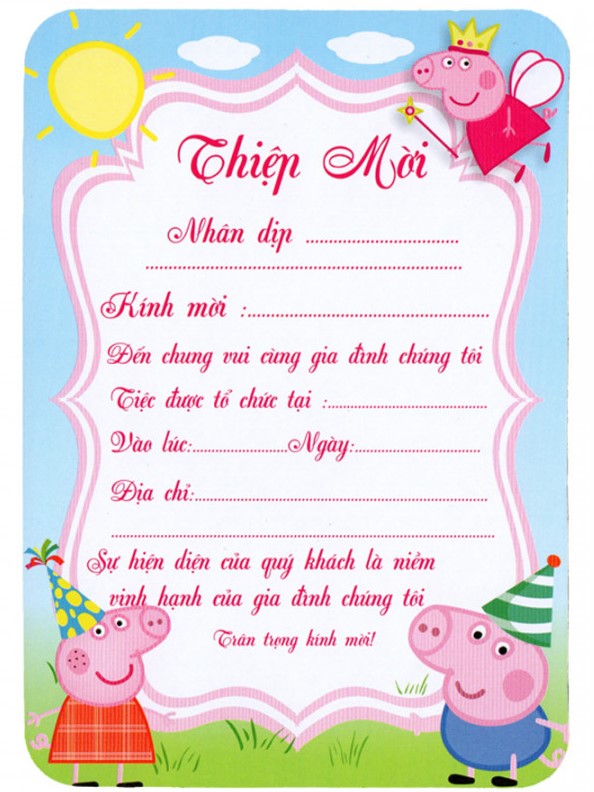 Thiệp Mời
Nhân dịp ................................
................................................................
Kính mời :..................................................
Đến chung vui cùng gia đình chúng tôi
Tiệc được tổ chức tại :.................................
Vào lúc:...................Ngày:..........................
Địa chỉ:............................................................
................................................................................
Sự hiện diện của quý khách là niềm
vinh hạnh của gia đình chúng tôi
Trân trọng kính mời!